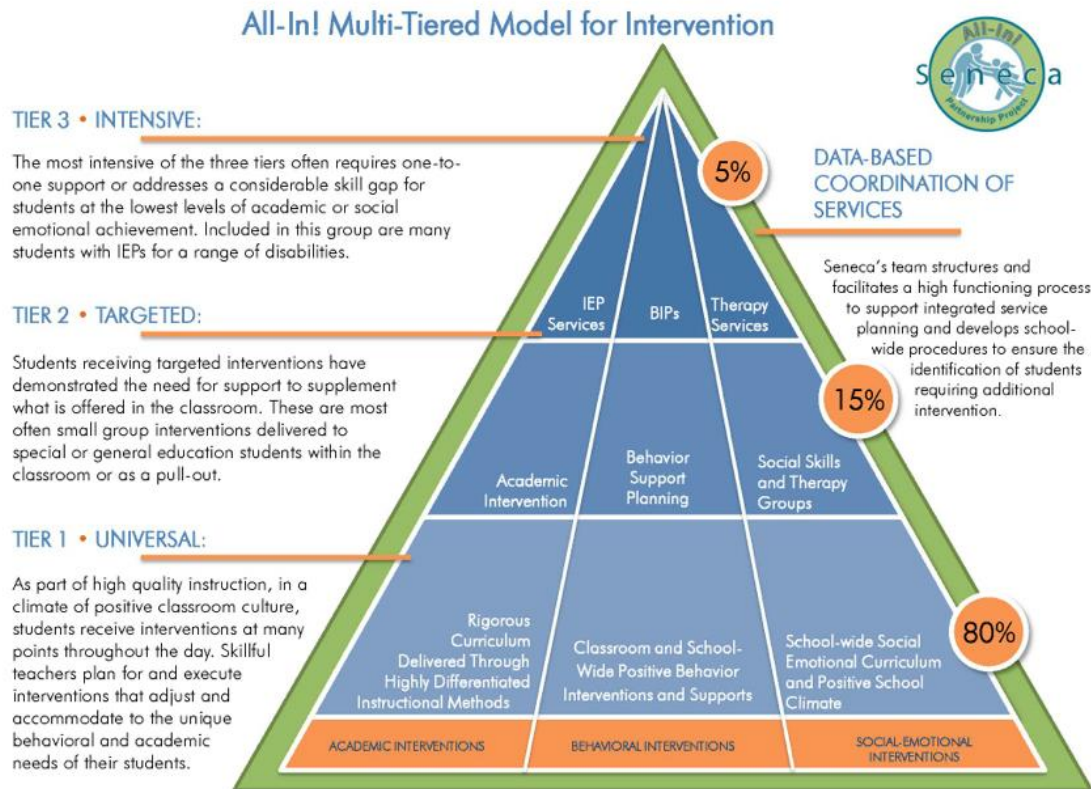 All-In! Multi-Tiered Model for Intervention
All-In!
Seneca
Partnership Project
TIER 3 • INTENSIVE:
The most intensive of the three tiers often requires one-to-
one support or addresses a considerable skill gap for
students at the lowest levels of academic or social
emotional achievement. Included in this group are many
students with IEPs for a range of disabilities.
TIER 2 • TARGETED:
Students receiving targeted interventions have
demonstrated the need for support to supplement
what is offered in the classroom. These are most
often small group interventions delivered to
special or general education students within the
classroom or as a pull-out.
TIER 1 • UNIVERSAL:
As part of high quality instruction, in a
climate of positive classroom culture,
students receive interventions at many
points throughout the day. Skillful
teachers plan for and execute
interventions that adjust and
accommodate to the unique
behavioral and academic
needs of their students.
5%
IEP
Services
BIPs
Therapy
Services
15%
Academic
Intervention
Behavior
Support
Planning
Social Skills
and Therapy
Groups
80%
Rigorous
Curriculum
Delivered Through
Highly Differentiated
Instructional Methods
Classroom and School-
Wide Positive Behavior
Interventions and Supports
School-wide Social
Emotional Curriculum
and Positive School
Climate
ACADEMIC INTERVENTIONS
BEHAVIORAL INTERVENTIONS
SOCIAL-EMOTIONAL
INTERVENTIONS
DATA-BASED
COORDINATION OF
SERVICES
Seneca's team structures and
facilitates a high functioning process
to support integrated service
planning and develops school-
wide procedures to ensure the
identification of students
requiring additional
intervention.